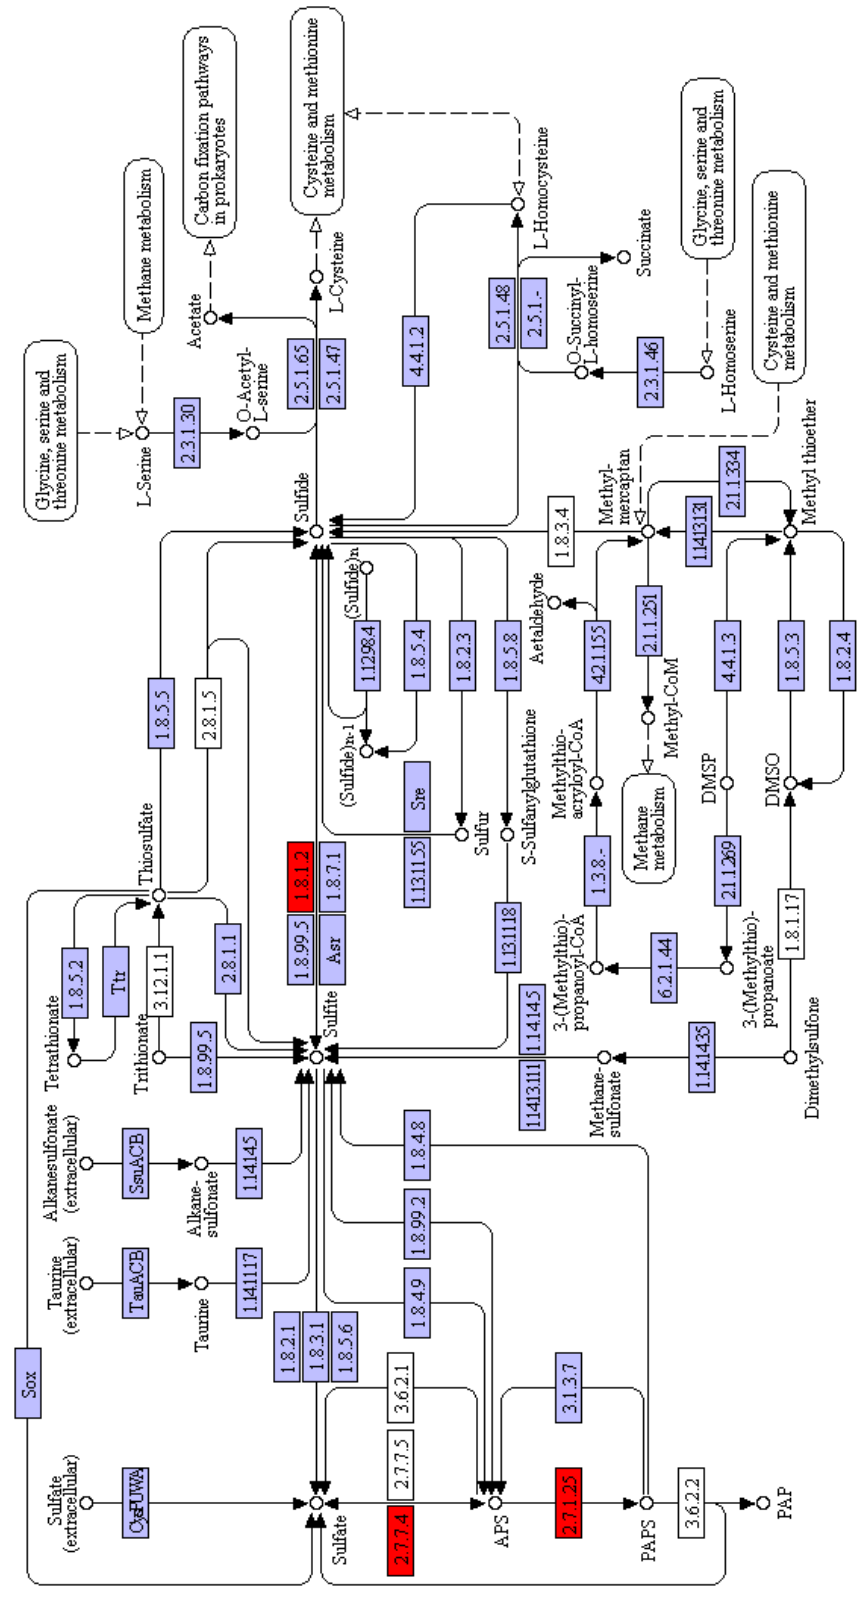 Sox
Sulfate
(extracellular)
CysPUWA
Taurine
(extracellular)
TauACB
Taurine
1.14.11.17
Alkanesulfonate
(extracellular)
SsuACB
Alkane-
sulfonate
1.14.14.5
Tetrathionate
1.8.5.2
Ttr
Trithionate
3.12.1.1
1.8.99.5
2.8.1.1
Thiosulfate
1.8.5.5
2.8.1.5
Glycine, serine and
threonine metabolism
L-Serine
Methane metabolism
2.3.1.30
O-Acetyl-
L-serine
Acetate
Carbon fixation pathways
in prokaryotes
2.5.1.65
2.5.1.47
L-Cysteine
Cysteine and methionine
metabolism
Sulfate
1.8.2.1
1.8.3.1
1.8.5.6
Sulfite
1.8.99.5
1.8.1.2
Asr
1.8.7.1
Sulfide
2.7.7.4
2.7.7.5
3.6.2.1
1.8.4.9
1.8.99.2
1.8.4.8
APS
2.7.1.25
3.1.3.7
PAPS
3.6.2.2
PAP
(Sulfide)n-1
(Sulfide)n
1.12.98.4
1.8.5.4
1.13.11.55
Sre
1.8.2.3
Sulfur
1.8.5.8
S-Sulfanylglutathione
1.13.11.18
4.4.1.2
L-Homocysteine
2.5.1.48
2.5.1.-
O-Succinyl-
L-homoserine
Succinate
2.3.1.46
L-Homoserine
Glycine, serine and
threonine metabolism
Cysteine and methionine
metabolism
1.14.13.111
1.14.14.5
Methane-
sulfonate
1.14.14.35
Dimethylsulfone
3-(Methylthio)-
propanoyl-CoA
1.3.8.-
Methylthio-
acryloyl-CoA
4.2.1.155
Aetaldehyde
1.8.3.4
Methyl-
mercaptan
2.1.1.251
Methyl-CoM
Methane
metabolism
6.2.1.44
3-(Methylthio)-
propanoate
2.1.1.269
DMSP
4.4.1.3
1.14.13.131
2.1.1.334
Methyl thioether
1.8.1.17
DMSO
1.8.5.3
1.8.2.4